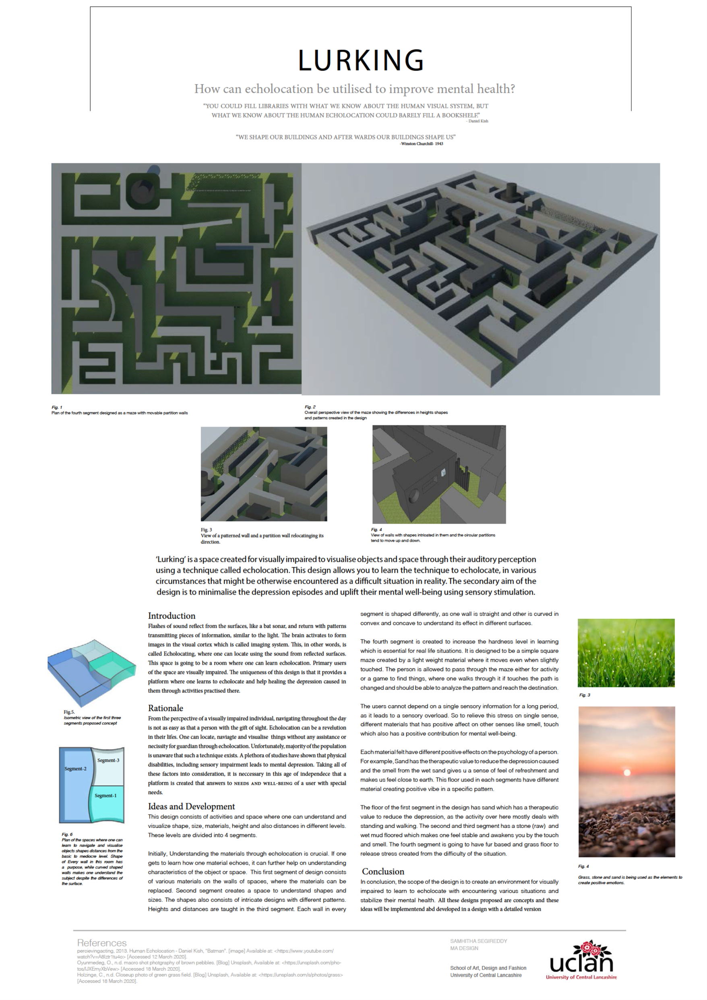 LURKING
How can echolocation be utilised to improve mental health?
“YOU COULD FILL LIBRARIES WITH WHAT WE KNOW ABOUT THE HUMAN VISUAL SYSTEM, BUT
WHAT WE KNOW ABOUT THE HUMAN ECHOLOCATION COULD BARELY FILL A BOOKSHELF.”
- Daniel Kish
“WE SHAPE OUR BUILDINGS AND AFTER WARDS OUR BUILDINGS SHAPE US”
-Winston Churchill- 1943
Fig. 1
Plan of the fourth segment designed as a maze witth movable partition walls
Fig. 2
Overall perspective view of the maze showing the differences in heights shapes
and patterns created in the design
Fig. 3
View of a patterned wall and a partition wall relocatinging its
direction.
Fig. 4
View of walls with shapes intricated in them and the circular partitions
tend to move up and down.
‘Lurking’ is a space created for visually impaired to visualise objects and space through their auditory perception
using a technique called echolocation. This design allows you to learn the technique to echolocate, in various
circumstances that might be otherwise encountered as a difficult situation in reality. The secondary aim of the
design is to minimalise the depression episodes and uplift their mental well-being using sensory stimulation.
Introduction
Flashes of sound reflect from the surfaces, like a bat sonar, and return with patterns
transmitting pieces of information, similar to the light. The brain activates to form
images in the visual cortex which is called imaging system. This, in other words, is
called Echolocating, where one can locate using the sound from reflected surfaces.
This space is going to be a room where one can learn echolocation. Primary users
of the space are visually impaired. The uniqueness of this design is that it provides a
platform where one learns to echolocate and help healing the depression caused in
them through activities practised there.
Rationale
From the percpective of a visually impaired individual, navigating throughout the day
is not as easy as that a person with the gift of sight. Echolocation can be a revelution
in their lifes. One can locate, naviagte and visualise things without any assistance or
necissity for guardian through echolocation. Unfortunately, majority of the population
is unaware that such a technique exists. A plethora of studies have shown that physical
disabilities, including sensory impairment leads to mental depression. Taking all of
these factors into consideration, it is neccessary in this age of independece that a
platform is created that answers to NEEDS AND WELL-BEING of a user with special
needs.
Ideas and Development
This design consists of activities and space where one can understand and
visualize shape, size, materials, height and also distances in different levels.
These levels are divided into 4 segments.
Initially, Understanding the materials through echolocation is crucial. If one
gets to learn how one material echoes, it can further help on understanding
characteristics of the object or space. This first segment of design consists
of various materials on the walls of spaces, where the materials can be
replaced. Second segment creates a space to understand shapes and
sizes. The shapes also consists of intricate designs with different patterns.
Heights and distances are taught in the third segment. Each wall in every
segment is shaped differently, as one wall is straight and other is curved in
convex and concave to understand its effect in different surfaces.
The fourth segment is created to increase the hardness level in learning
which is essential for real life situations. It is designed to be a simple square
maze created by a light weight material where it moves even when slightly
touched. The person is allowed to pass through the maze either for activity
or a game to find things, where one walks through it if touches the path is
changed and should be able to analyze the pattern and reach the destination.
The users cannot depend on a single sensory information for a long period,
as it leads to a sensory overload. So to relieve this stress on single sense,
different materials that has positive affect on other senses like smell, touch
which also has a positive contribution for mental well-being.
Each material felt have different positive effects on the psychology of a person.
For example, Sand has the therapeutic value to reduce the depression caused
and the smell from the wet sand gives u a sense of feel of refreshment and
makes us feel close to earth. This floor used in each segments have different
material creating positive vibe in a specific pattern.
The floor of the first segment in the design has sand which has a therapeutic
value to reduce the depression, as the activity over here mostly deals with
standing and walking. The second and third segment has a stone (raw) and
wet mud floored which makes one feel stable and awakens you by the touch
and smell. The fourth segment is going to have fur based and grass floor to
release stress created from the difficulty of the situation.
Conclusion
In conclusion, the scope of the design is to create an environment for visually
impaired to learn to echolocate with encountering various situations and
stabilize their mental health. All these designs proposed are concepts and these
ideas will be implementend abd developed in a design with a detailed version
Fig.5.
Isometric view of the first three
segments proposed concept
Segment-2
Segment-3
Segment-1
Fig. 6
Plan of the spaces where one can
learn to navigate and visualise
objects shapes distances from the
basic to mediocre level. Shape
of Every wall in this room has
a purpose, while curved shaped
walls makes one understand the
subject despite the differences of
the surface.
Fig. 3
Fig. 4
Grass, stone and sand is being used as the elements to
create positive emotions.
References
percievingacting, 2013. Human Echolocation - Daniel Kish, "Batman". [image] Available at: <https://www.youtube.com/
watch?v=A8lztr1tu4o> [Accessed 12 March 2020].
Oyunmedeg, O., n.d. macro shot photgraphy of brown pebbles. [Blog] Unsplash, Available at: <https://unsplash.com/pho-
tos/IJXEmyXbVew> [Accessed 18 March 2020].
Holzinge, C., n.d. Closeup photo of green grass field. [Blog] Unsplash, Available at: <https://unsplash.com/s/photos/grass>
[Accessed 18 March 2020].
SAMHITHA SEGIREDDY
MA DESIGN
School of Art, Design and Fashion
University of Central Lancashire
uclan
University of Central Lancashire